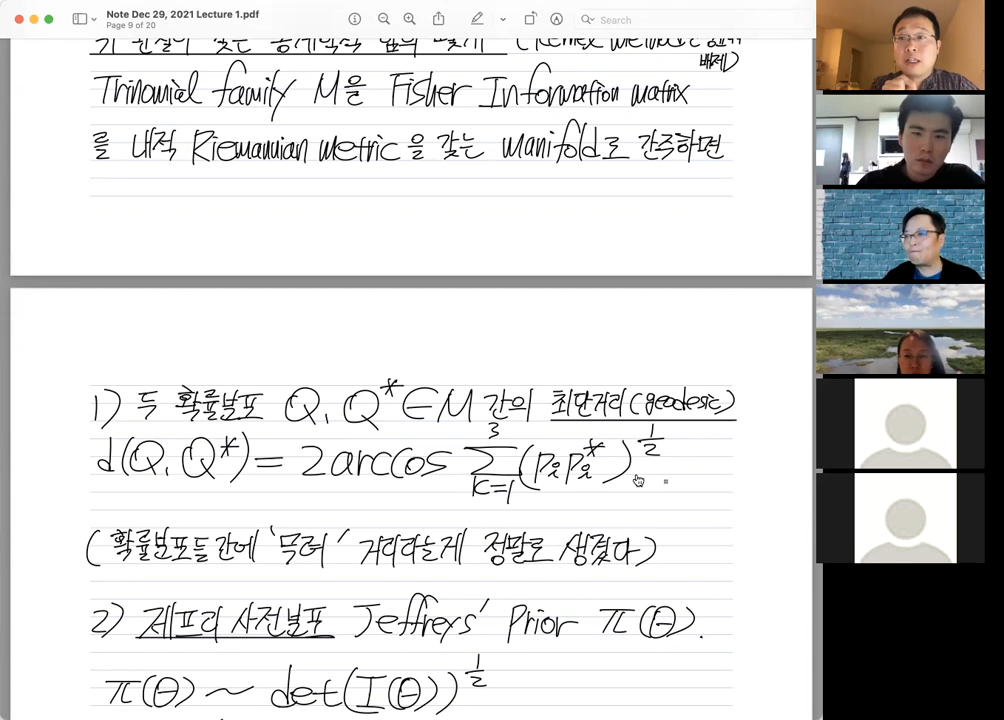 Note Dec 29, 2021 Lecture 1.pdf
Page 9 of 20
Search
배제)
Trinomial family M을 Fisher Information matrix
를 내적 Riemannian metric을 갖는 manifold로 간주하면
1) 두 확률분포 Q, Q* ∈ M 간의 최단거리(geodesic)
d(Q, Q*) = 2arccos Σ_{k=1}^{3} (p_i p_i*)^{1/2}
(확률분포들 간에 '무려' 거리라는게 정말로 생겼다)
2) 제프리 사전분포 Jeffreys' Prior π(θ).
π(θ) ~ det(I(θ))^{1/2}